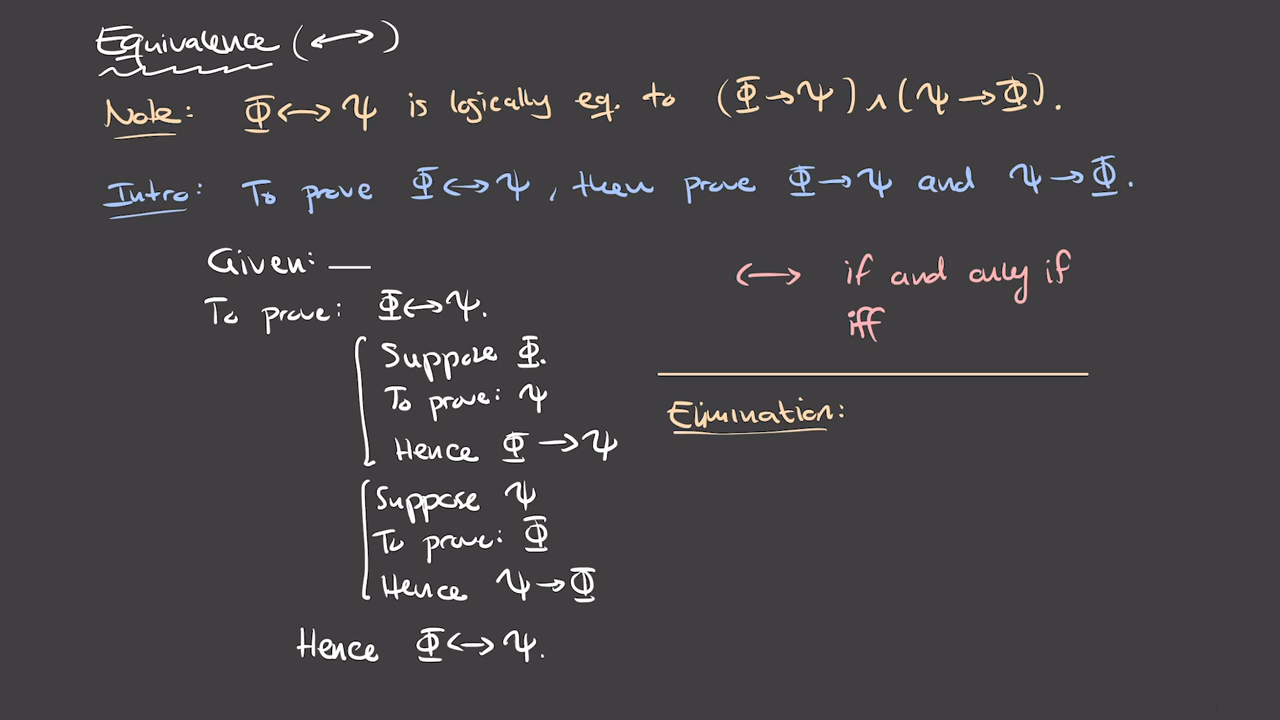 Equivalence (↔)
Note: Φ↔Ψ is logically eq. to (Φ→Ψ)∧(Ψ→Φ).
Intro: To prove Φ↔Ψ, then prove Φ→Ψ and Ψ→Φ.
Given: —
To prove: Φ↔Ψ.
Suppose Φ.
To prove: Ψ
Hence Φ→Ψ
Suppose Ψ
To prove: Φ
Hence Ψ→Φ
Hence Φ↔Ψ.
↔ if and only if
iff
Elimination: